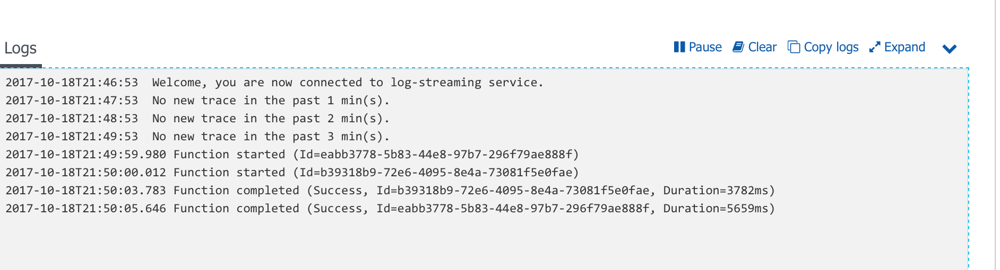 Logs
Pause Clear Copy logs Expand
2017-10-18T21:46:53  Welcome, you are now connected to log-streaming service.
2017-10-18T21:47:53  No new trace in the past 1 min(s).
2017-10-18T21:48:53  No new trace in the past 2 min(s).
2017-10-18T21:49:53  No new trace in the past 3 min(s).
2017-10-18T21:49:59.980 Function started (Id=eabb3778-5b83-44e8-97b7-296f79ae888f)
2017-10-18T21:50:00.012 Function started (Id=b39318b9-72e6-4095-8e4a-73081f5e0fae)
2017-10-18T21:50:03.783 Function completed (Success, Id=b39318b9-72e6-4095-8e4a-73081f5e0fae, Duration=3782ms)
2017-10-18T21:50:05.646 Function completed (Success, Id=eabb3778-5b83-44e8-97b7-296f79ae888f, Duration=5659ms)